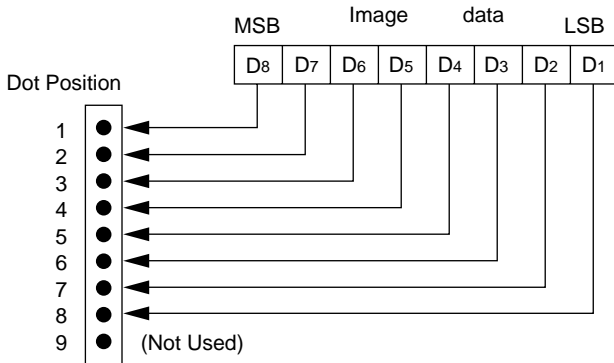 Image data
MSB LSB
D8 D7 D6 D5 D4 D3 D2 D1
Dot Position
1
2
3
4
5
6
7
8
9 (Not Used)